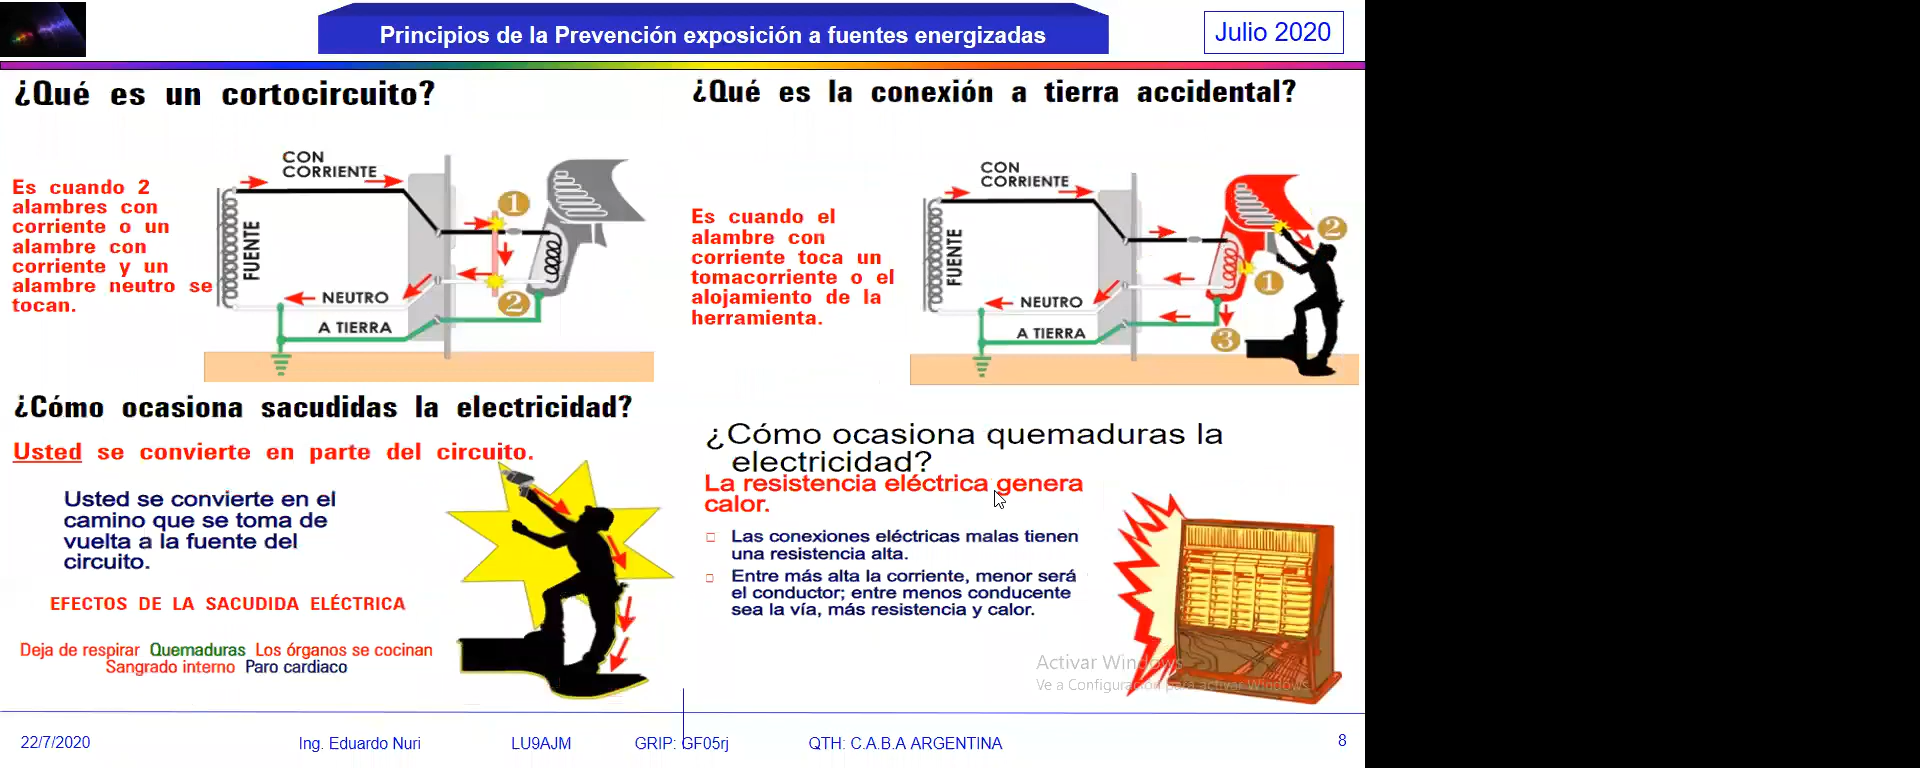 Principios de la Prevención exposición a fuentes energizadas
Julio 2020
¿Qué es un cortocircuito?
Es cuando 2
alambres con
corriente o un
alambre con
corriente y un
alambre neutro se
tocan.
CON
CORRIENTE
FUENTE
NEUTRO
A TIERRA
1
2
¿Qué es la conexión a tierra accidental?
Es cuando el
alambre con
corriente toca un
tomacorriente o el
alojamiento de la
herramienta.
CON
CORRIENTE
FUENTE
NEUTRO
A TIERRA
1
2
3
¿Cómo ocasiona sacudidas la electricidad?
Usted se convierte en parte del circuito.
Usted se convierte en el
camino que se toma de
vuelta a la fuente del
circuito.
EFECTOS DE LA SACUDIDA ELÉCTRICA
Deja de respirar Quemaduras Los órganos se cocinan
Sangrado interno Paro cardiaco
¿Cómo ocasiona quemaduras la
electricidad?
La resistencia eléctrica genera
calor.
Las conexiones eléctricas malas tienen
una resistencia alta.
Entre más alta la corriente, menor será
el conductor; entre menos conducente
sea la vía, más resistencia y calor.
Activar Windows
Ve a Configuración para activar Windows.
22/7/2020
Ing. Eduardo Nuri
LU9AJM
GRIP: GF05rj
QTH: C.A.B.A ARGENTINA
8